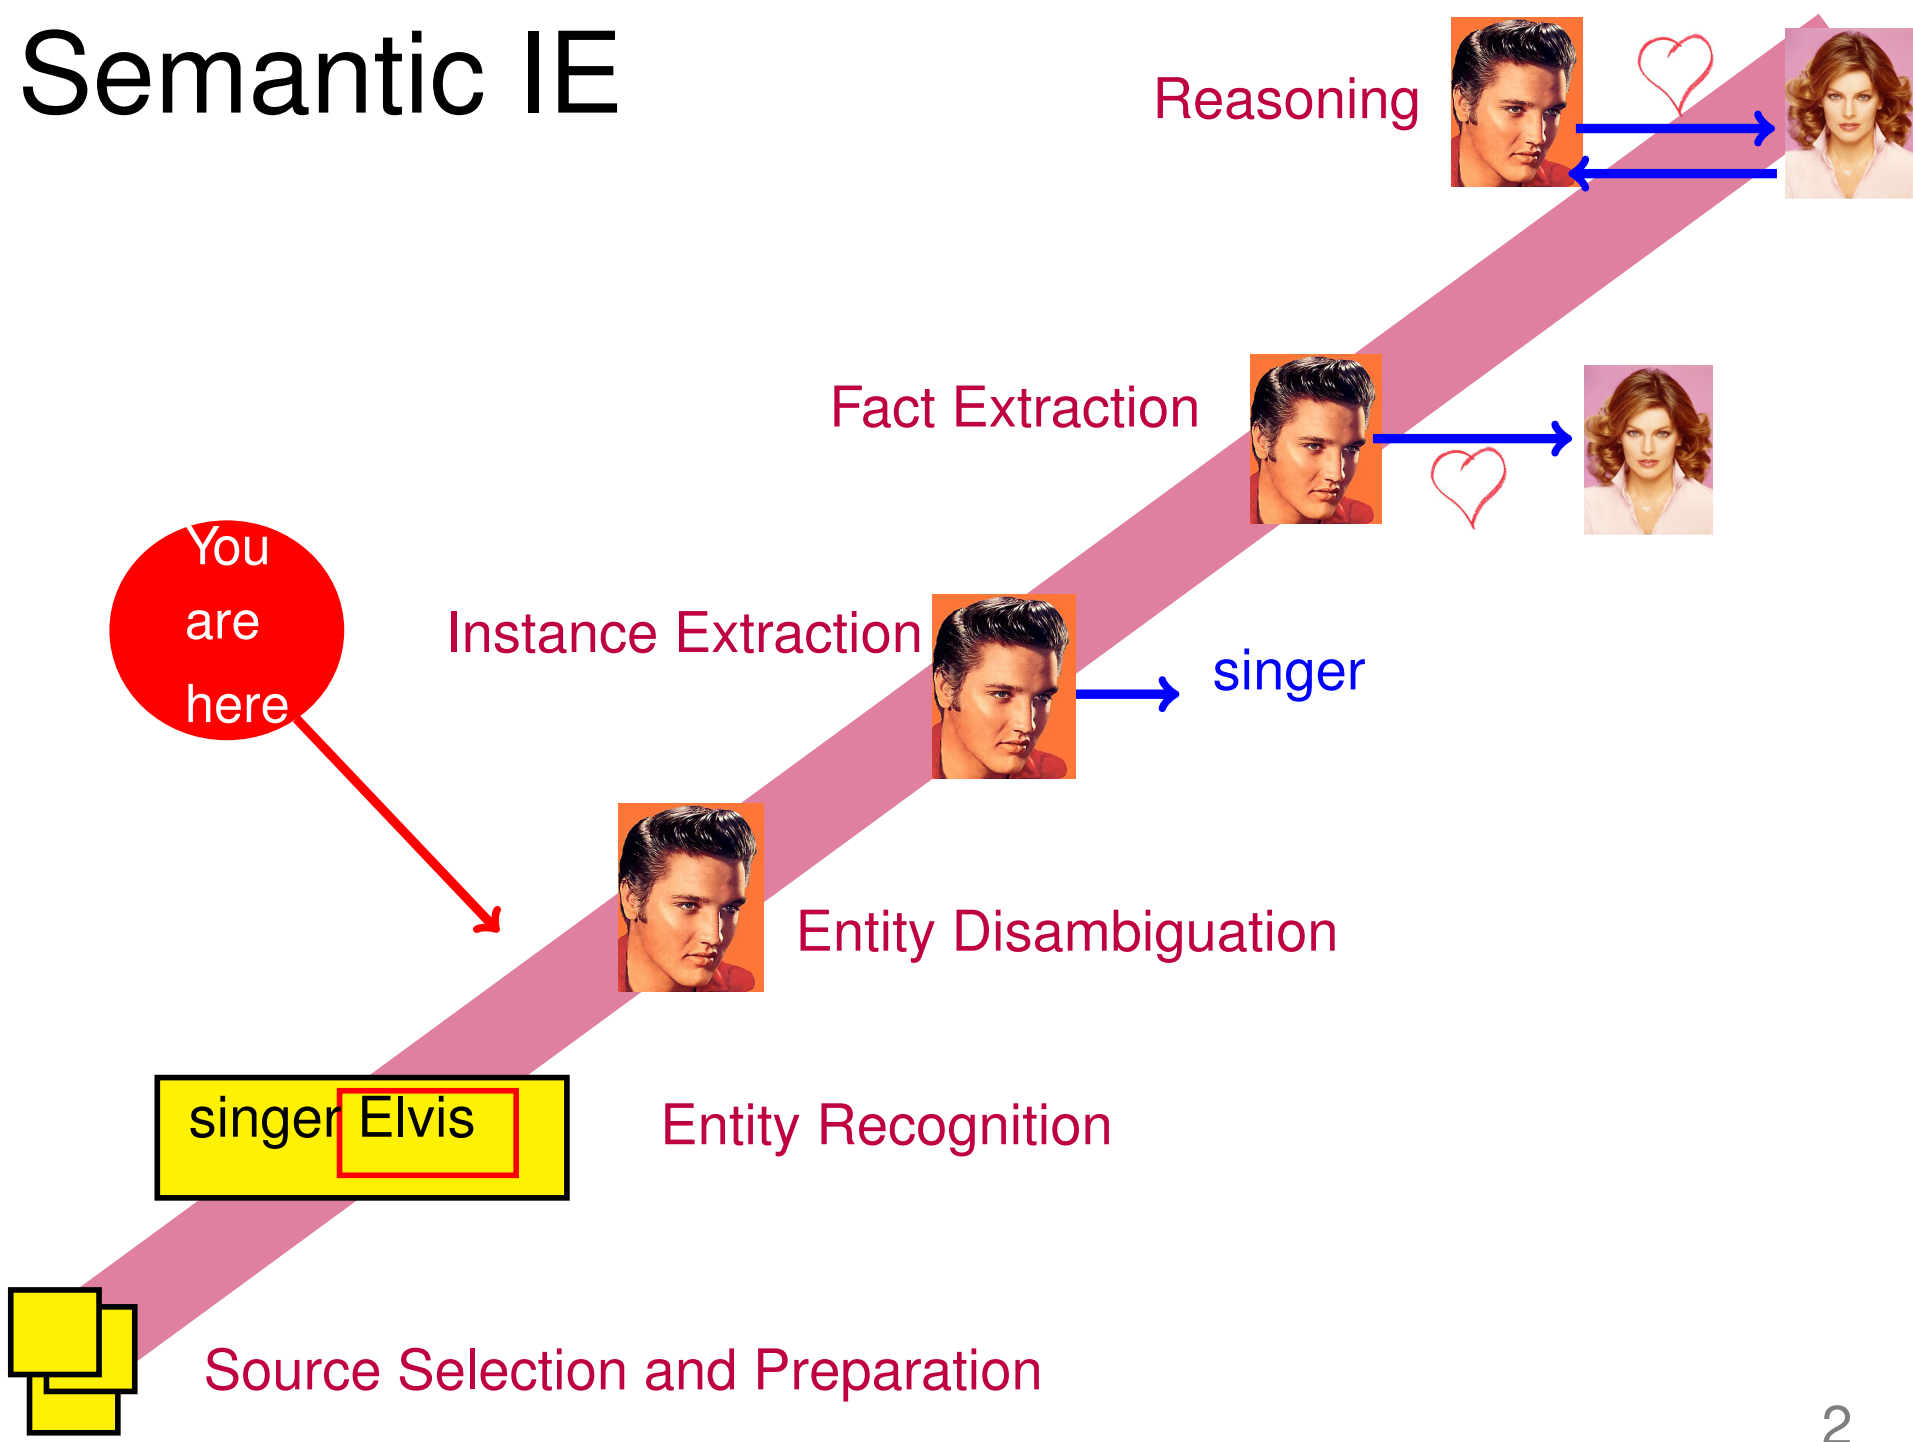 Semantic IE
Reasoning
Fact Extraction
You
are
here
Instance Extraction
singer
Entity Disambiguation
singer Elvis
Entity Recognition
Source Selection and Preparation
2